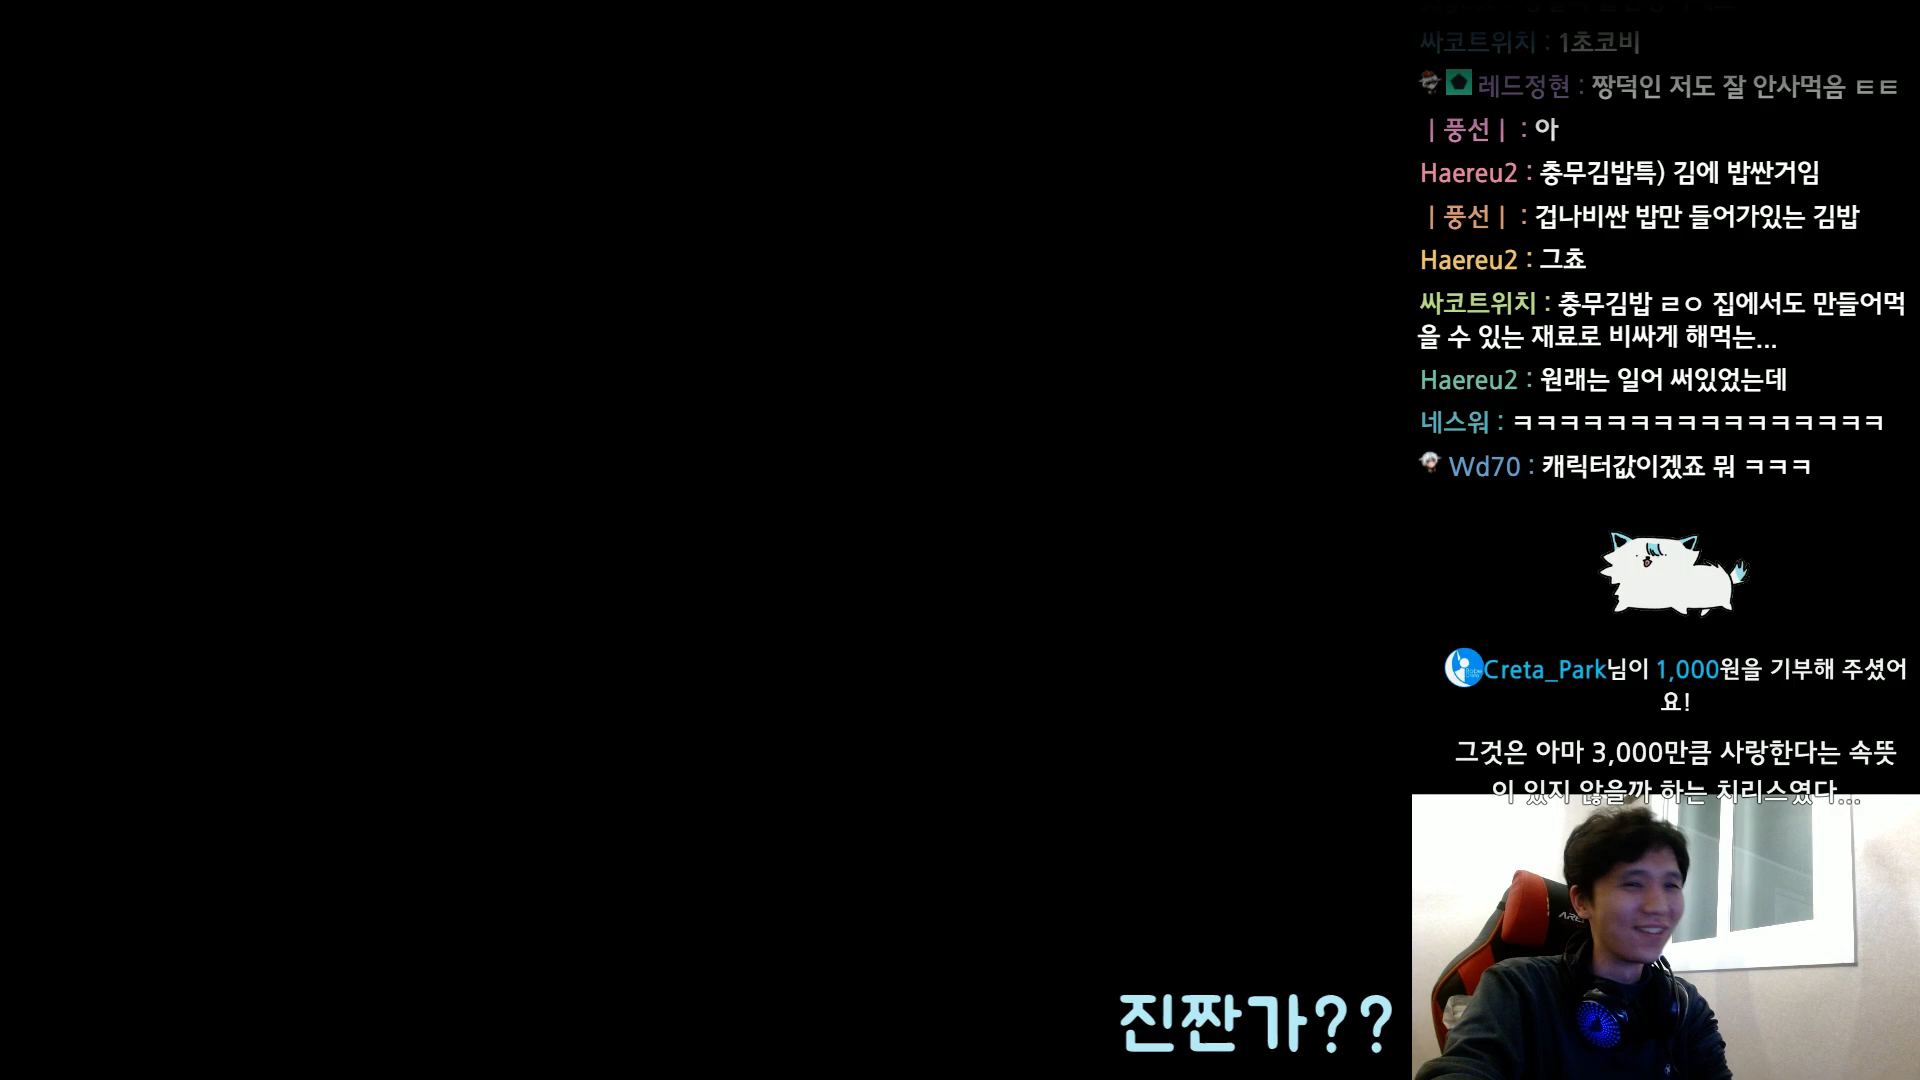 싸코트위치 : 1초코비
레드정현 : 짱덕인 저도 잘 안사먹음 ㅌㅌ
ㅣ풍선ㅣ : 아
Haereu2 : 충무김밥특) 김에 밥싼거임
ㅣ풍선ㅣ : 겁나비싼 밥만 들어가있는 김밥
Haereu2 : 그쵸
싸코트위치 : 충무김밥 ㄹㅇ 집에서도 만들어먹
을 수 있는 재료로 비싸게 해먹는...
Haereu2 : 원래는 일어 써있었는데
네스워 : ㅋㅋㅋㅋㅋㅋㅋㅋㅋㅋㅋㅋㅋㅋㅋㅋ
Wd70 : 캐릭터값이겠죠 뭐 ㅋㅋㅋ
Creta_Park님이 1,000원을 기부해 주셨어
요!
그것은 아마 3,000만큼 사랑한다는 속뜻
이 있지 않을까 하는 치리스였다...
진짠가??